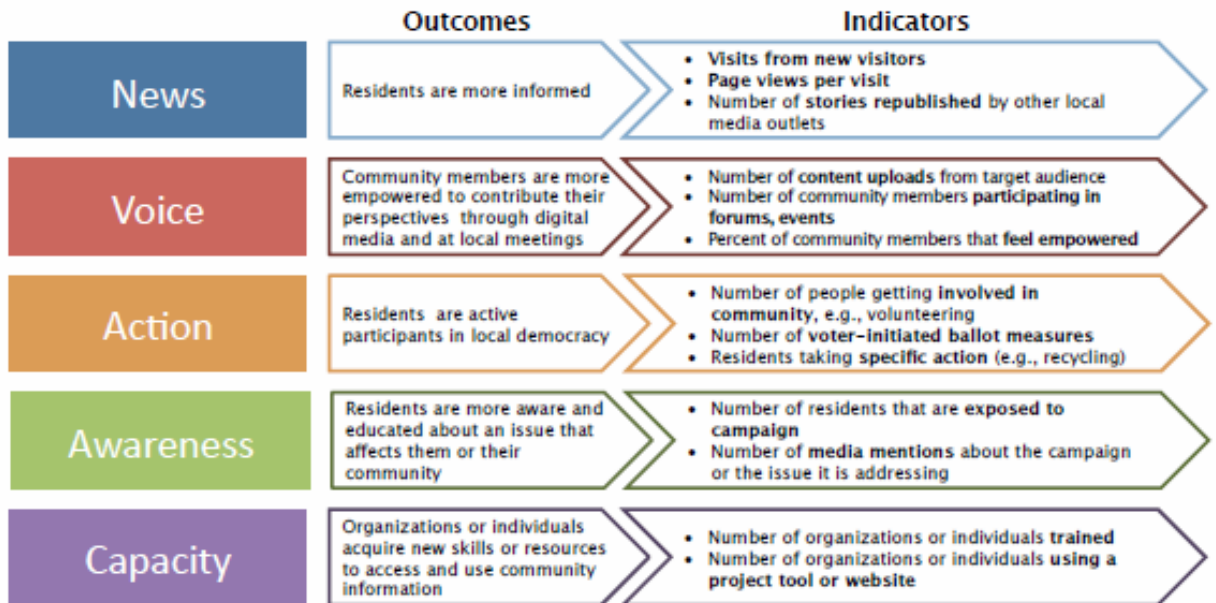 Outcomes Indicators
News
Residents are more informed
• Visits from new visitors
• Page views per visit
• Number of stories republished by other local
media outlets
Voice
Community members are more
empowered to contribute their
perspectives through digital
media and at local meetings
• Number of content uploads from target audience
• Number of community members participating in
forums, events
• Percent of community members that feel empowered
Action
Residents are active
participants in local democracy
• Number of people getting involved in
community, e.g., volunteering
• Number of voter-initiated ballot measures
• Residents taking specific action (e.g., recycling)
Awareness
Residents are more aware and
educated about an issue that
affects them or their
community
• Number of residents that are exposed to
campaign
• Number of media mentions about the campaign
or the issue it is addressing
Capacity
Organizations or individuals
acquire new skills or resources
to access and use community
information
• Number of organizations or individuals trained
• Number of organizations or individuals using a
project tool or website